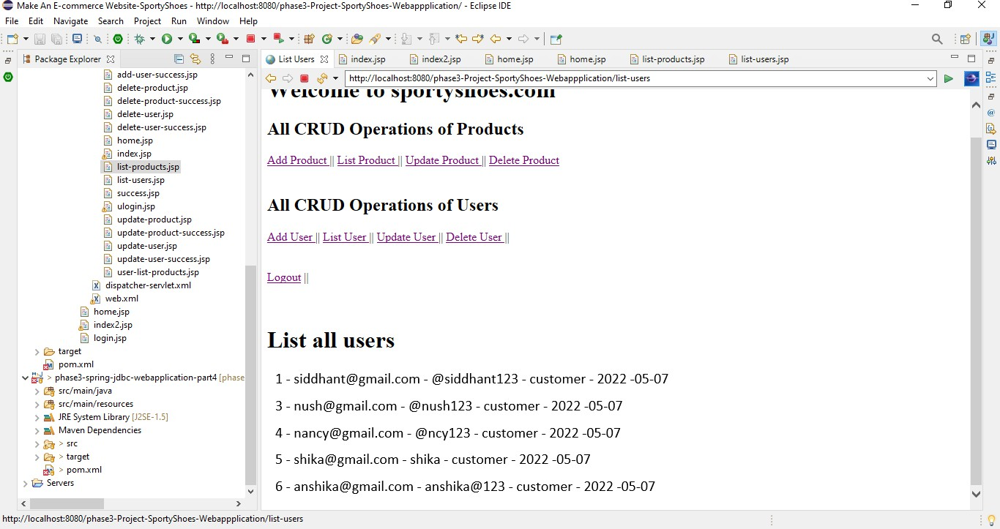 Make An E-commerce Website-SportyShoes - http://localhost:8080/phase3-Project-SportyShoes-Webappplication/ - Eclipse IDE
File Edit Navigate Search Project Run Window Help
Package Explorer
List Users index.jsp index2.jsp home.jsp home.jsp list-products.jsp list-users.jsp
http://localhost:8080/phase3-Project-SportyShoes-Webappplication/list-users
add-user-success.jsp
delete-product.jsp
delete-product-success.jsp
delete-user.jsp
delete-user-success.jsp
home.jsp
index.jsp
list-products.jsp
list-users.jsp
success.jsp
ulogin.jsp
update-product.jsp
update-product-success.jsp
update-user.jsp
update-user-success.jsp
user-list-products.jsp
dispatcher-servlet.xml
web.xml
home.jsp
index2.jsp
login.jsp
target
pom.xml
> phase3-spring-jdbc-webapplication-part4 [phase
src/main/java
src/main/resources
JRE System Library [J2SE-1.5]
Maven Dependencies
> src
> target
> pom.xml
Servers
Welcome to sportyshoes.com
All CRUD Operations of Products
Add Product || List Product || Update Product || Delete Product
All CRUD Operations of Users
Add User || List User || Update User || Delete User ||
Logout ||
List all users
1 - siddhant@gmail.com - @siddhant123 - customer - 2022 -05-07
3 - nush@gmail.com - @nush123 - customer - 2022 -05-07
4 - nancy@gmail.com - @ncy123 - customer - 2022 -05-07
5 - shika@gmail.com - shika - customer - 2022 -05-07
6 - anshika@gmail.com - anshika@123 - customer - 2022 -05-07
http://localhost:8080/phase3-Project-SportyShoes-Webappplication/list-users